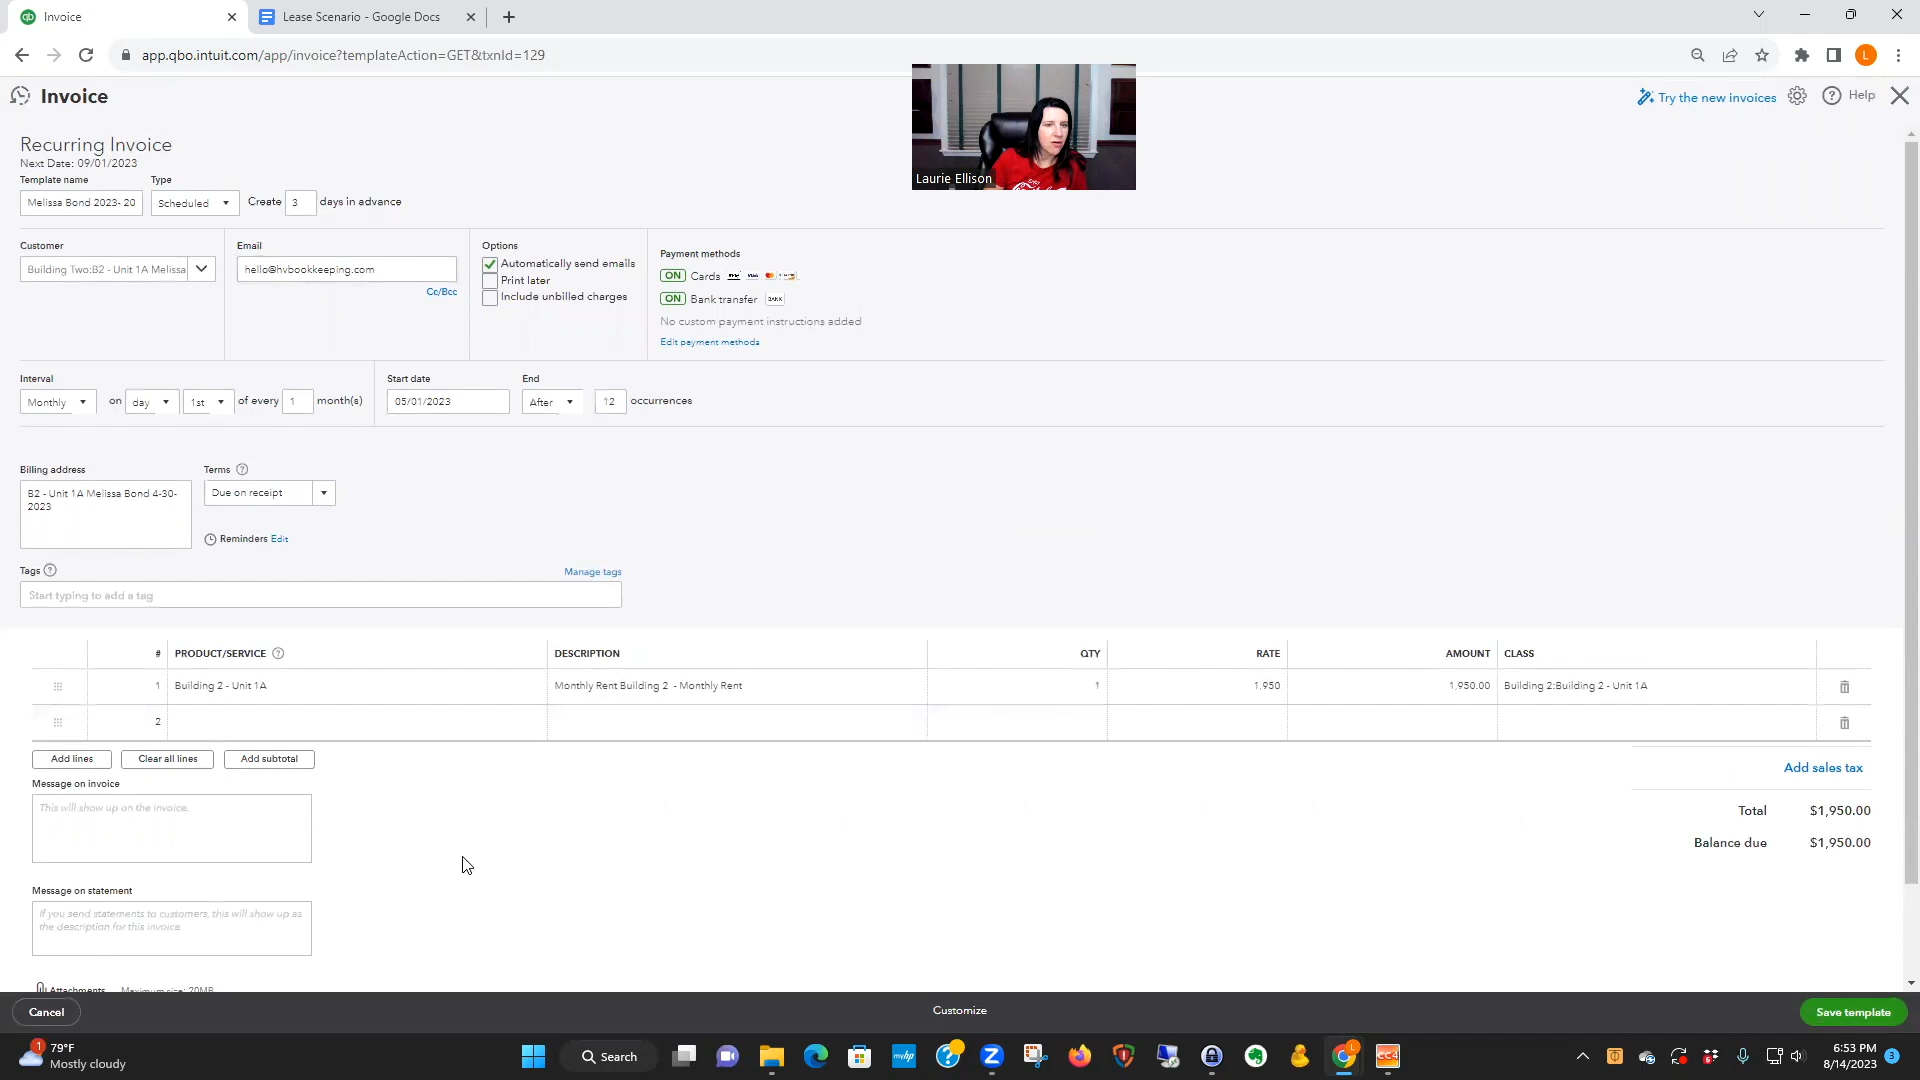 Invoice
Lease Scenario - Google Docs
app.qbo.intuit.com/app/invoice?templateAction=GET&txnId=129
L
Invoice
Try the new invoices
Help
Laurie Ellison
Recurring Invoice
Next Date: 09/01/2023
Template name
Type
Melissa Bond 2023- 20
Scheduled
Create 3 days in advance
Customer
Email
Options
Payment methods
Building Two:B2 - Unit 1A Melissa
hello@hvbookkeeping.com
Cc/Bcc
Automatically send emails
Print later
Include unbilled charges
ON Cards
ON Bank transfer BANK
No custom payment instructions added
Edit payment methods
Interval
Start date
End
Monthly on day 1st of every 1 month(s)
05/01/2023
After 12 occurrences
Billing address
Terms
B2 - Unit 1A Melissa Bond 4-30-
2023
Due on receipt
Reminders Edit
Tags
Manage tags
Start typing to add a tag
# PRODUCT/SERVICE DESCRIPTION QTY RATE AMOUNT CLASS
1 Building 2 - Unit 1A Monthly Rent Building 2 - Monthly Rent 1 1,950 1,950.00 Building 2:Building 2 - Unit 1A
2
Add lines Clear all lines Add subtotal
Add sales tax
Message on invoice
This will show up on the invoice.
Total $1,950.00
Balance due $1,950.00
Message on statement
If you send statements to customers, this will show up as
the description for this invoice.
Attachments Maximum size: 20MB
Cancel
Customize
Save template
1
79°F
Mostly cloudy
Search
myhp
L
CC4
6:53 PM
8/14/2023
3